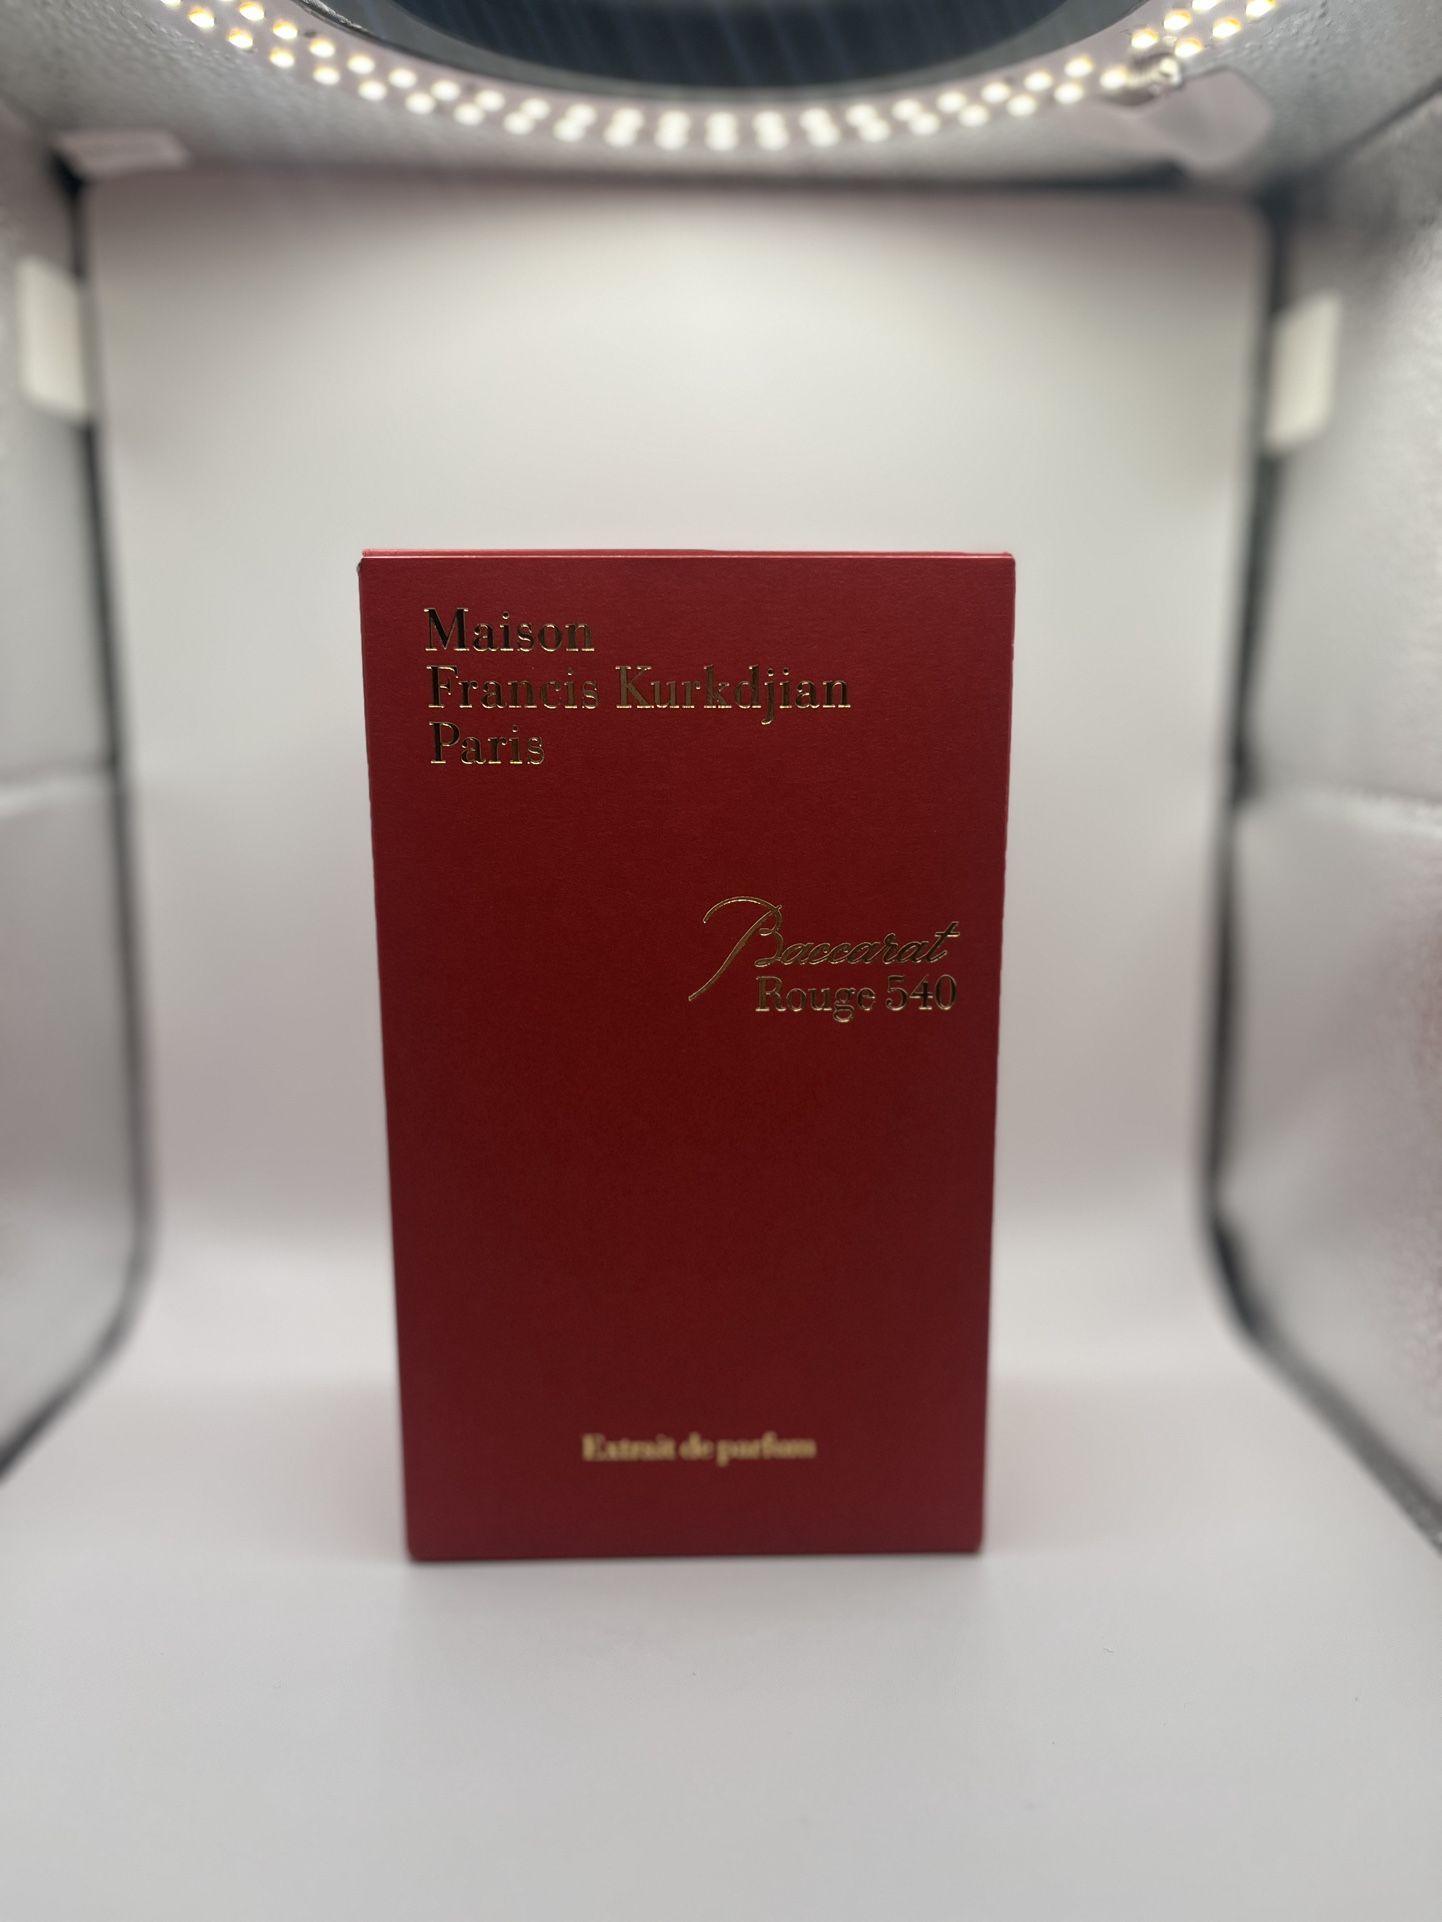 Maison
Francis Kurkdjian
Paris
Baccarat
Rouge 540
Extrait de parfum